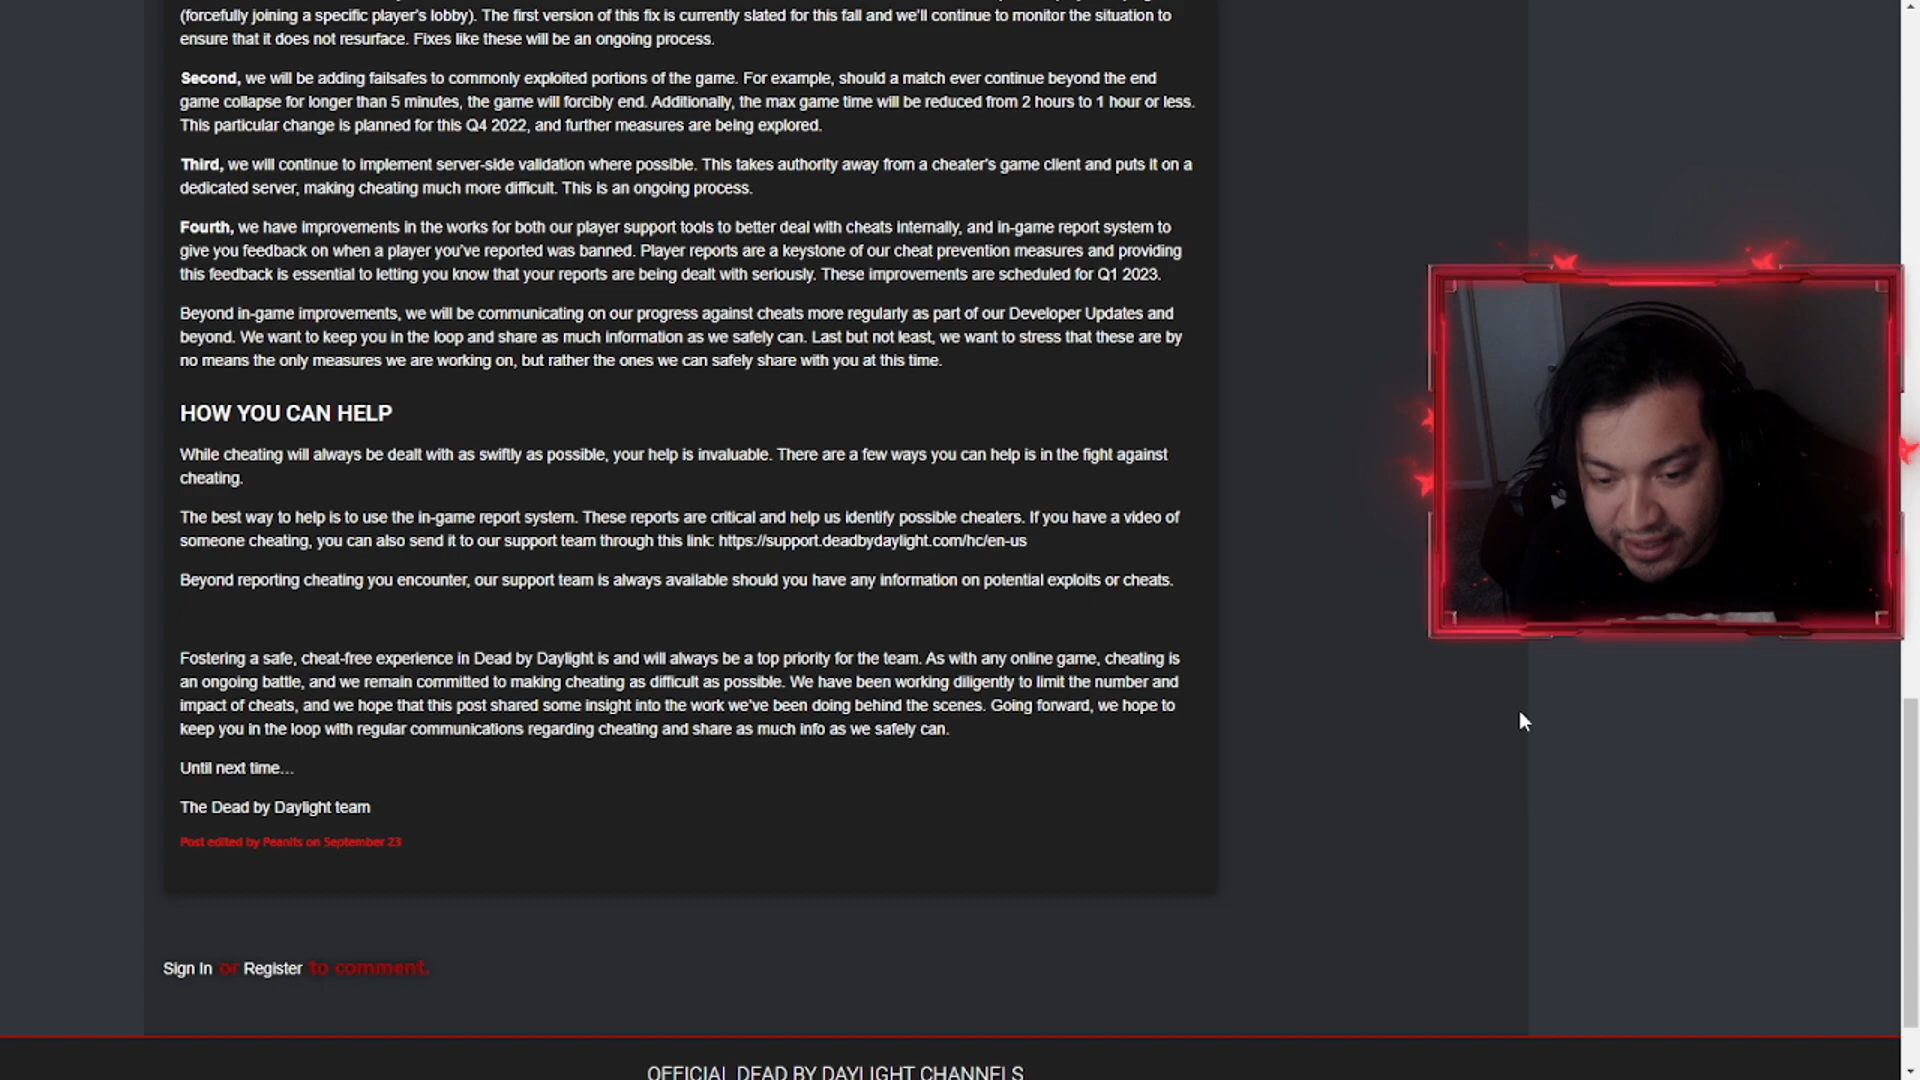 (forcefully joining a specific player's lobby). The first version of this fix is currently slated for this fall and we'll continue to monitor the situation to
ensure that it does not resurface. Fixes like these will be an ongoing process.
Second, we will be adding failsafes to commonly exploited portions of the game. For example, should a match ever continue beyond the end
game collapse for longer than 5 minutes, the game will forcibly end. Additionally, the max game time will be reduced from 2 hours to 1 hour or less.
This particular change is planned for this Q4 2022, and further measures are being explored.
Third, we will continue to implement server-side validation where possible. This takes authority away from a cheater's game client and puts it on a
dedicated server, making cheating much more difficult. This is an ongoing process.
Fourth, we have improvements in the works for both our player support tools to better deal with cheats internally, and in-game report system to
give you feedback on when a player you've reported was banned. Player reports are a keystone of our cheat prevention measures and providing
this feedback is essential to letting you know that your reports are being dealt with seriously. These improvements are scheduled for Q1 2023.
Beyond in-game improvements, we will be communicating on our progress against cheats more regularly as part of our Developer Updates and
beyond. We want to keep you in the loop and share as much information as we safely can. Last but not least, we want to stress that these are by
no means the only measures we are working on, but rather the ones we can safely share with you at this time.
HOW YOU CAN HELP
While cheating will always be dealt with as swiftly as possible, your help is invaluable. There are a few ways you can help is in the fight against
cheating.
The best way to help is to use the in-game report system. These reports are critical and help us identify possible cheaters. If you have a video of
someone cheating, you can also send it to our support team through this link: https://support.deadbydaylight.com/hc/en-us
Beyond reporting cheating you encounter, our support team is always available should you have any information on potential exploits or cheats.
Fostering a safe, cheat-free experience in Dead by Daylight is and will always be a top priority for the team. As with any online game, cheating is
an ongoing battle, and we remain committed to making cheating as difficult as possible. We have been working diligently to limit the number and
impact of cheats, and we hope that this post shared some insight into the work we've been doing behind the scenes. Going forward, we hope to
keep you in the loop with regular communications regarding cheating and share as much info as we safely can.
Until next time…
The Dead by Daylight team
Post edited by Peanits on September 23
Sign In or Register to comment.
OFFICIAL DEAD BY DAYLIGHT CHANNELS